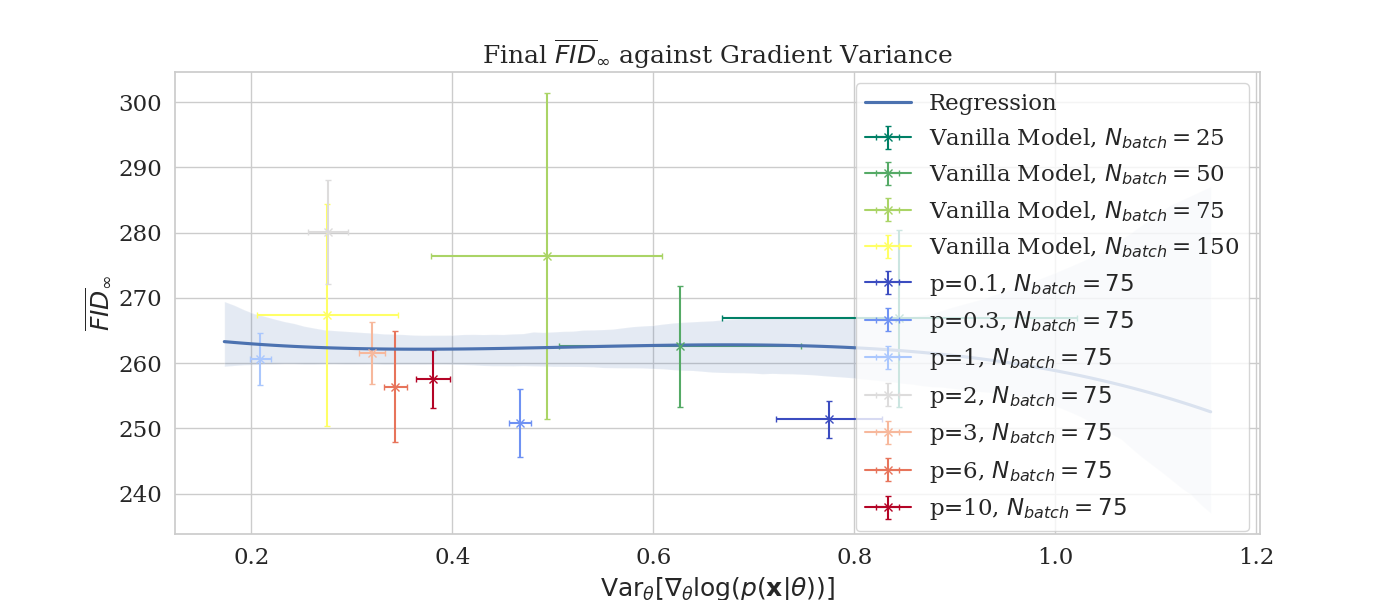 Final $\overline{FID}_\infty$ against Gradient Variance
$\overline{FID}_\infty$
300
290
280
270
260
250
240
0.2 0.4 0.6 0.8 1.0 1.2
$\mathrm{Var}_\theta[\nabla_\theta \log(p(\mathbf{x}|\theta))]$
Regression
Vanilla Model, $N_{batch} = 25$
Vanilla Model, $N_{batch} = 50$
Vanilla Model, $N_{batch} = 75$
Vanilla Model, $N_{batch} = 150$
p=0.1, $N_{batch} = 75$
p=0.3, $N_{batch} = 75$
p=1, $N_{batch} = 75$
p=2, $N_{batch} = 75$
p=3, $N_{batch} = 75$
p=6, $N_{batch} = 75$
p=10, $N_{batch} = 75$